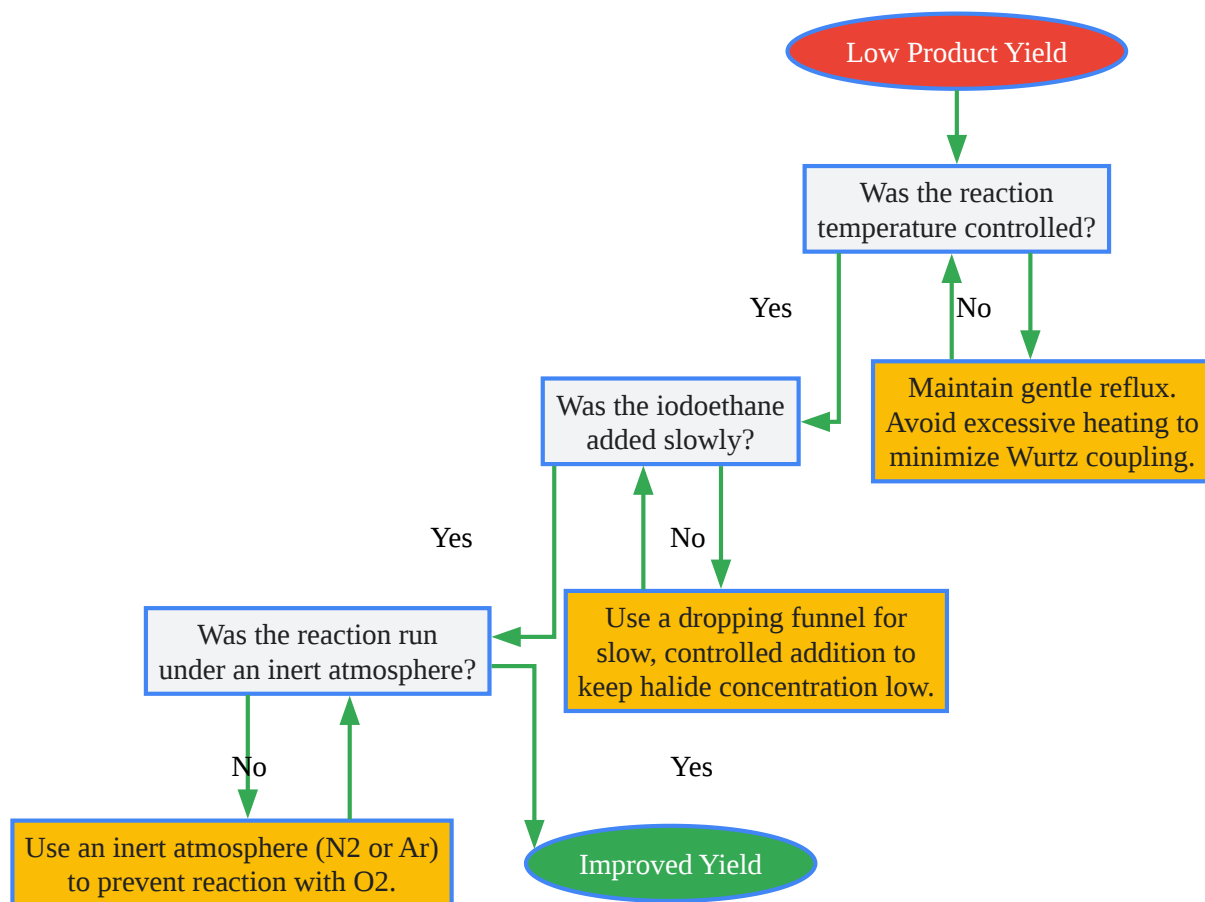 Low Product Yield
Was the reaction
temperature controlled?
Yes
No
Maintain gentle reflux.
Avoid excessive heating to
minimize Wurtz coupling.
Was the iodoethane
added slowly?
Yes
No
Use a dropping funnel for
slow, controlled addition to
keep halide concentration low.
Was the reaction run
under an inert atmosphere?
No
Yes
Use an inert atmosphere (N2 or Ar)
to prevent reaction with O2.
Improved Yield